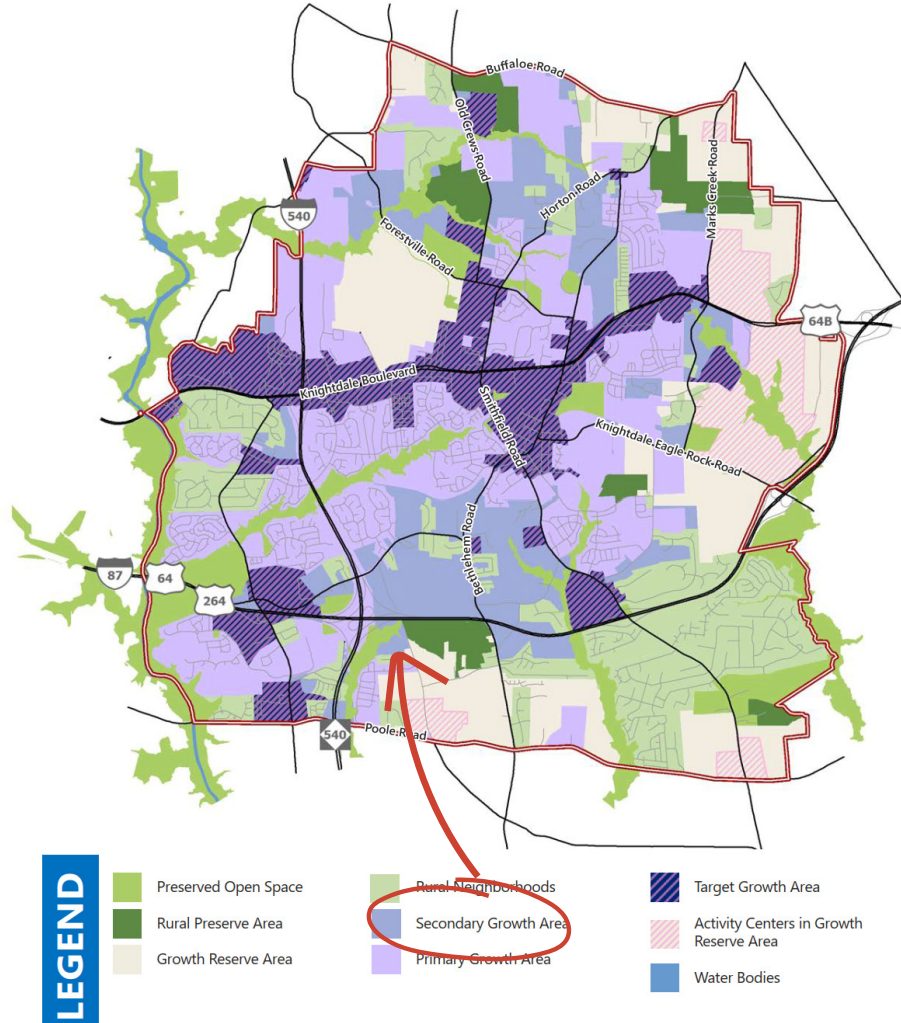 Buffaloe Road
Old Crews Road
Marks Creek Road
Horton Road
540
Forestville Road
64B
Knightdale Boulevard
Smithfield Road
Knightdale Eagle Rock Road
Bethlehem Road
87
64
264
540
Poole Road
LEGEND
Preserved Open Space
Rural Preserve Area
Growth Reserve Area
Rural Neighborhoods
Secondary Growth Area
Primary Growth Area
Target Growth Area
Activity Centers in Growth
Reserve Area
Water Bodies